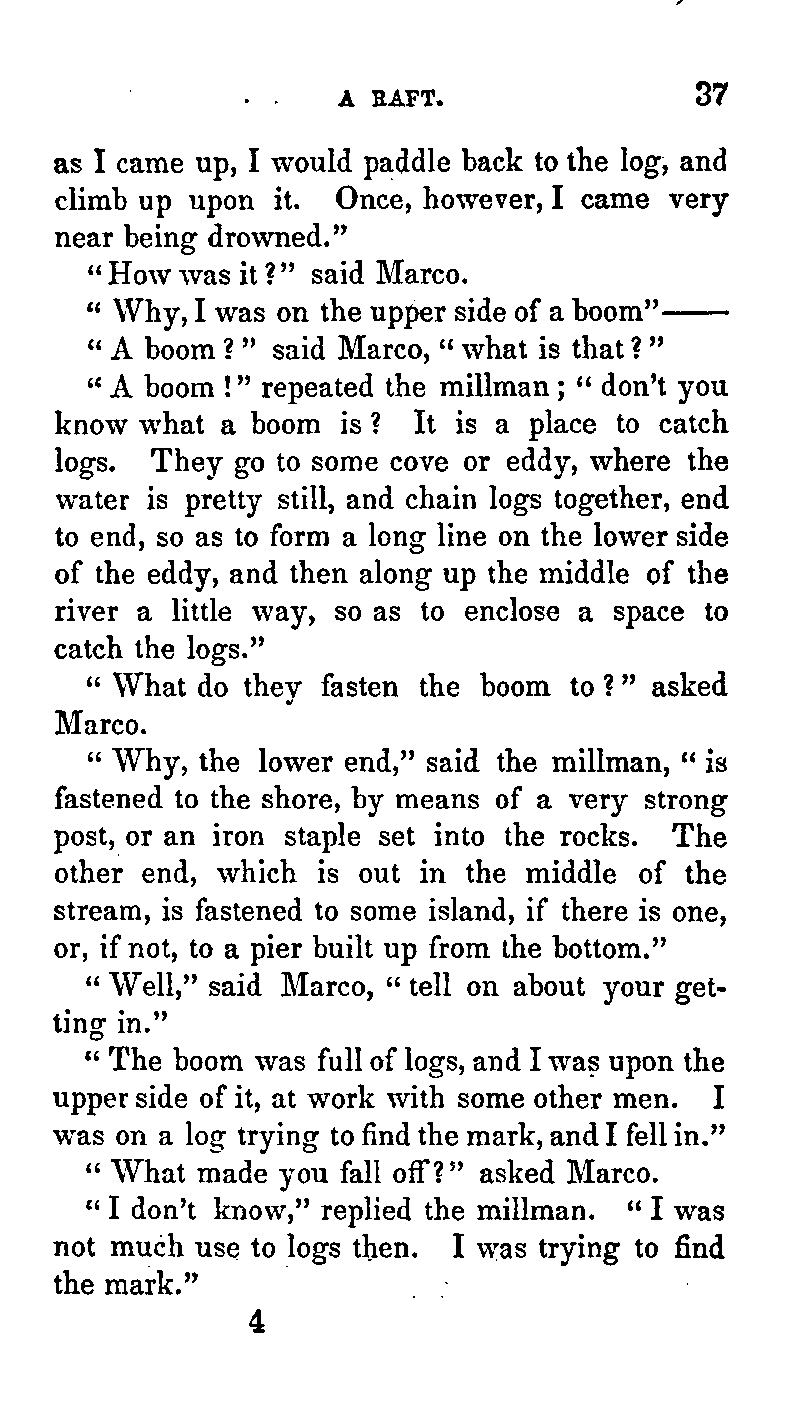 A RAFT. 37
as I came up, I would paddle back to the log, and
climb up upon it. Once, however, I came very
near being drowned.”
“How was it?” said Marco.
“Why, I was on the upper side of a boom”——
“A boom?” said Marco, “what is that?”
“A boom!” repeated the millman; “don’t you
know what a boom is? It is a place to catch
logs. They go to some cove or eddy, where the
water is pretty still, and chain logs together, end
to end, so as to form a long line on the lower side
of the eddy, and then along up the middle of the
river a little way, so as to enclose a space to
catch the logs.”
“What do they fasten the boom to?” asked
Marco.
“Why, the lower end,” said the millman, “is
fastened to the shore, by means of a very strong
post, or an iron staple set into the rocks. The
other end, which is out in the middle of the
stream, is fastened to some island, if there is one,
or, if not, to a pier built up from the bottom.”
“Well,” said Marco, “tell on about your get-
ting in.”
“The boom was full of logs, and I was upon the
upper side of it, at work with some other men. I
was on a log trying to find the mark, and I fell in.”
“What made you fall off?” asked Marco.
“I don’t know,” replied the millman. “I was
not much use to logs then. I was trying to find
the mark.”
4